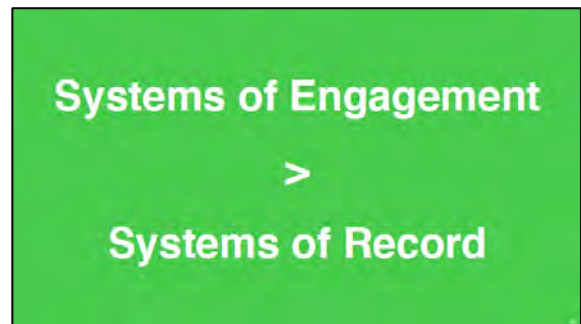 Systems of Engagement
>
Systems of Record